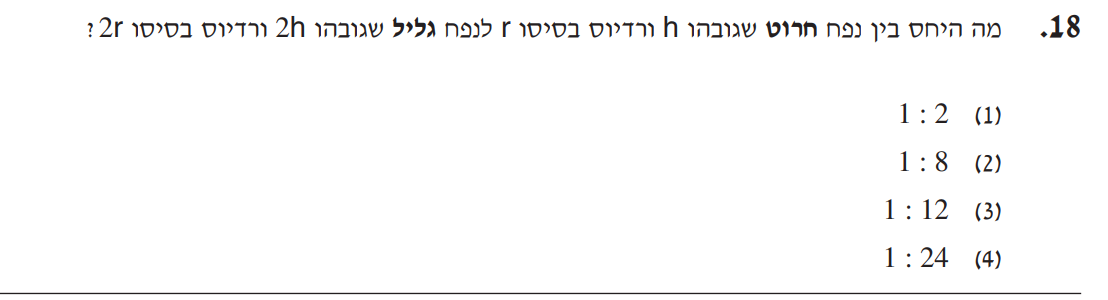 18. מה היחס בין נפח חרוט שגובהו h ורדיוס בסיסו r לנפח גליל שגובהו 2h ורדיוס בסיסו 2r?
(1) 1 : 2
(2) 1 : 8
(3) 1 : 12
(4) 1 : 24